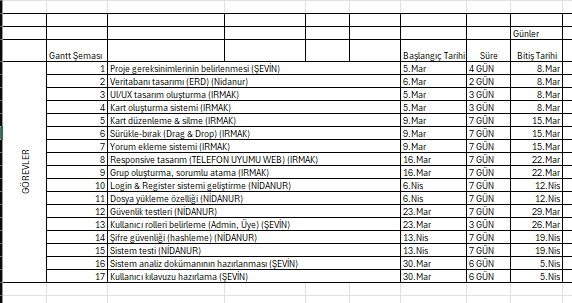 Günler
Gantt Şeması Başlangıç Tarihi Süre Bitiş Tarihi
GÖREVLER
1 Proje gereksinimlerinin belirlenmesi (ŞEVİN) 5.Mar 4 GÜN 8.Mar
2 Veritabanı tasarımı (ERD) (Nidanur) 6.Mar 2 GÜN 8.Mar
3 UI/UX tasarım oluşturma (IRMAK) 5.Mar 3 GÜN 8.Mar
4 Kart oluşturma sistemi (IRMAK) 5.Mar 3 GÜN 8.Mar
5 Kart düzenleme & silme (IRMAK) 9.Mar 7 GÜN 15.Mar
6 Sürükle-bırak (Drag & Drop) (IRMAK) 9.Mar 7 GÜN 15.Mar
7 Yorum ekleme sistemi (IRMAK) 9.Mar 7 GÜN 15.Mar
8 Responsive tasarım (TELEFON UYUMU WEB) (IRMAK) 16.Mar 7 GÜN 22.Mar
9 Grup oluşturma, sorumlu atama (IRMAK) 16.Mar 7 GÜN 22.Mar
10 Login & Register sistemi geliştirme (NİDANUR) 6.Nis 7 GÜN 12.Nis
11 Dosya yükleme özelliği (NİDANUR) 6.Nis 7 GÜN 12.Nis
12 Güvenlik testleri (NİDANUR) 23.Mar 7 GÜN 29.Mar
13 Kullanıcı rolleri belirleme (Admin, Üye) (ŞEVİN) 23.Mar 3 GÜN 26.Mar
14 Şifre güvenliği (hashleme) (NİDANUR) 13.Nis 7 GÜN 19.Nis
15 Sistem testi (NİDANUR) 13.Nis 7 GÜN 19.Nis
16 Sistem analiz dokümanının hazırlanması (ŞEVİN) 30.Mar 6 GÜN 5.Nis
17 Kullanıcı kılavuzu hazırlama (ŞEVİN) 30.Mar 6 GÜN 5.Nis